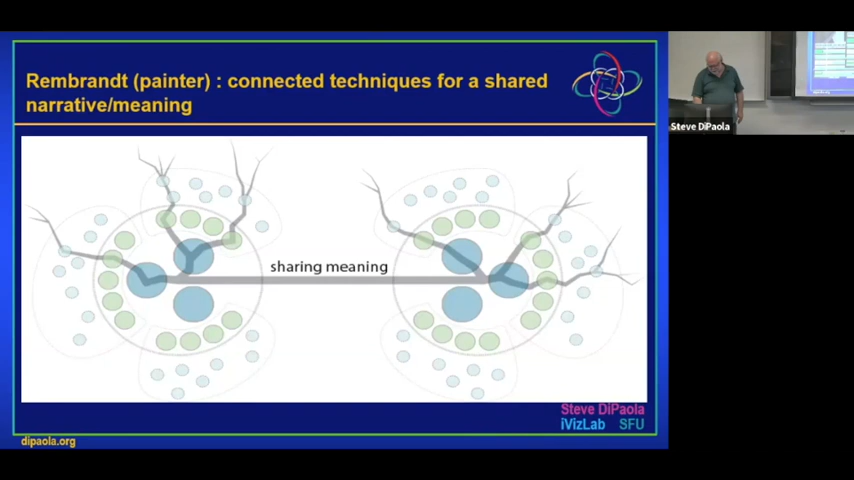 Rembrandt (painter) : connected techniques for a shared
narrative/meaning
sharing meaning
Steve DiPaola
iVizLab SFU
dipaola.org
Steve DiPaola